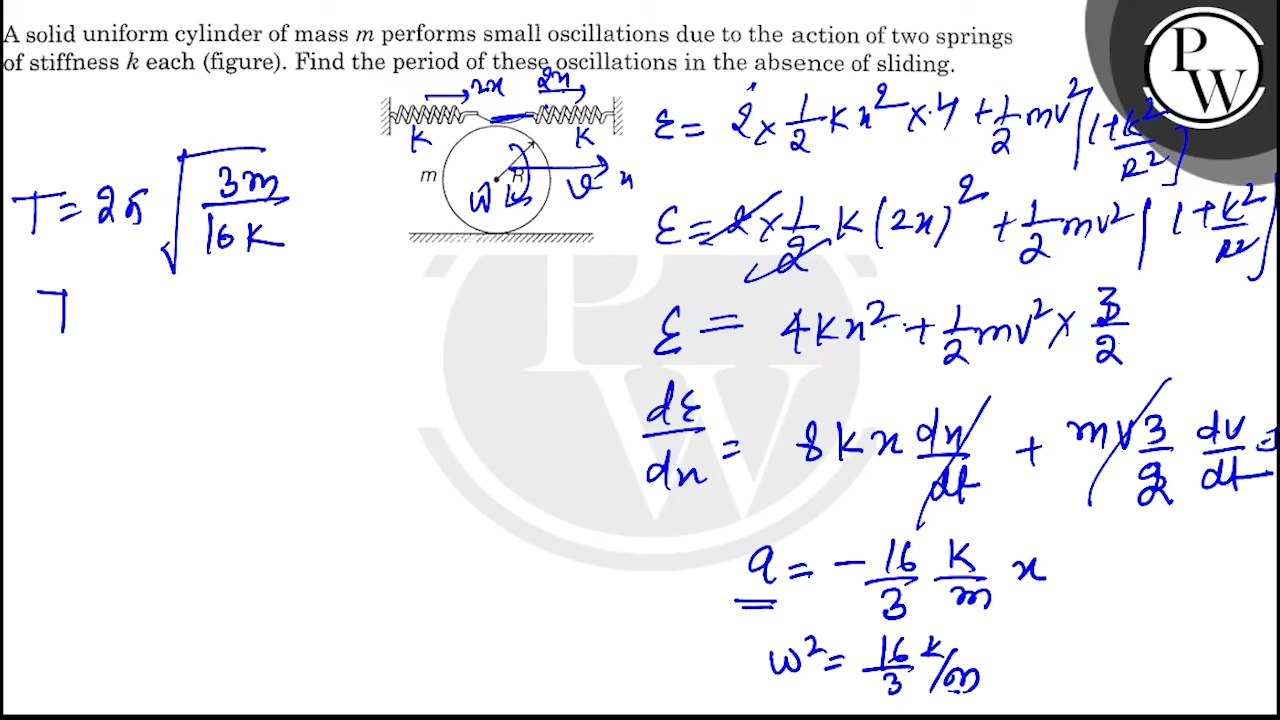 A solid uniform cylinder of mass m performs small oscillations due to the action of two springs
of stiffness k each (figure). Find the period of these oscillations in the absence of sliding.
PW
2x 2x
K K
m ω R v x
T = 2π √(3m/16K)
T
ε = 2 × 1/2 K x² × 4 + 1/2 mv² [1 + k²/R²]
ε = 2 × 1/2 K (2x)² + 1/2 mv² [1 + k²/R²]
ε = 4Kx² + 1/2 mv² × 3/2
dε/dx = 8Kx dx/dt + mv 3/2 dv/dt =
a = - 16/3 K/m x
ω² = 16/3 K/m
PW